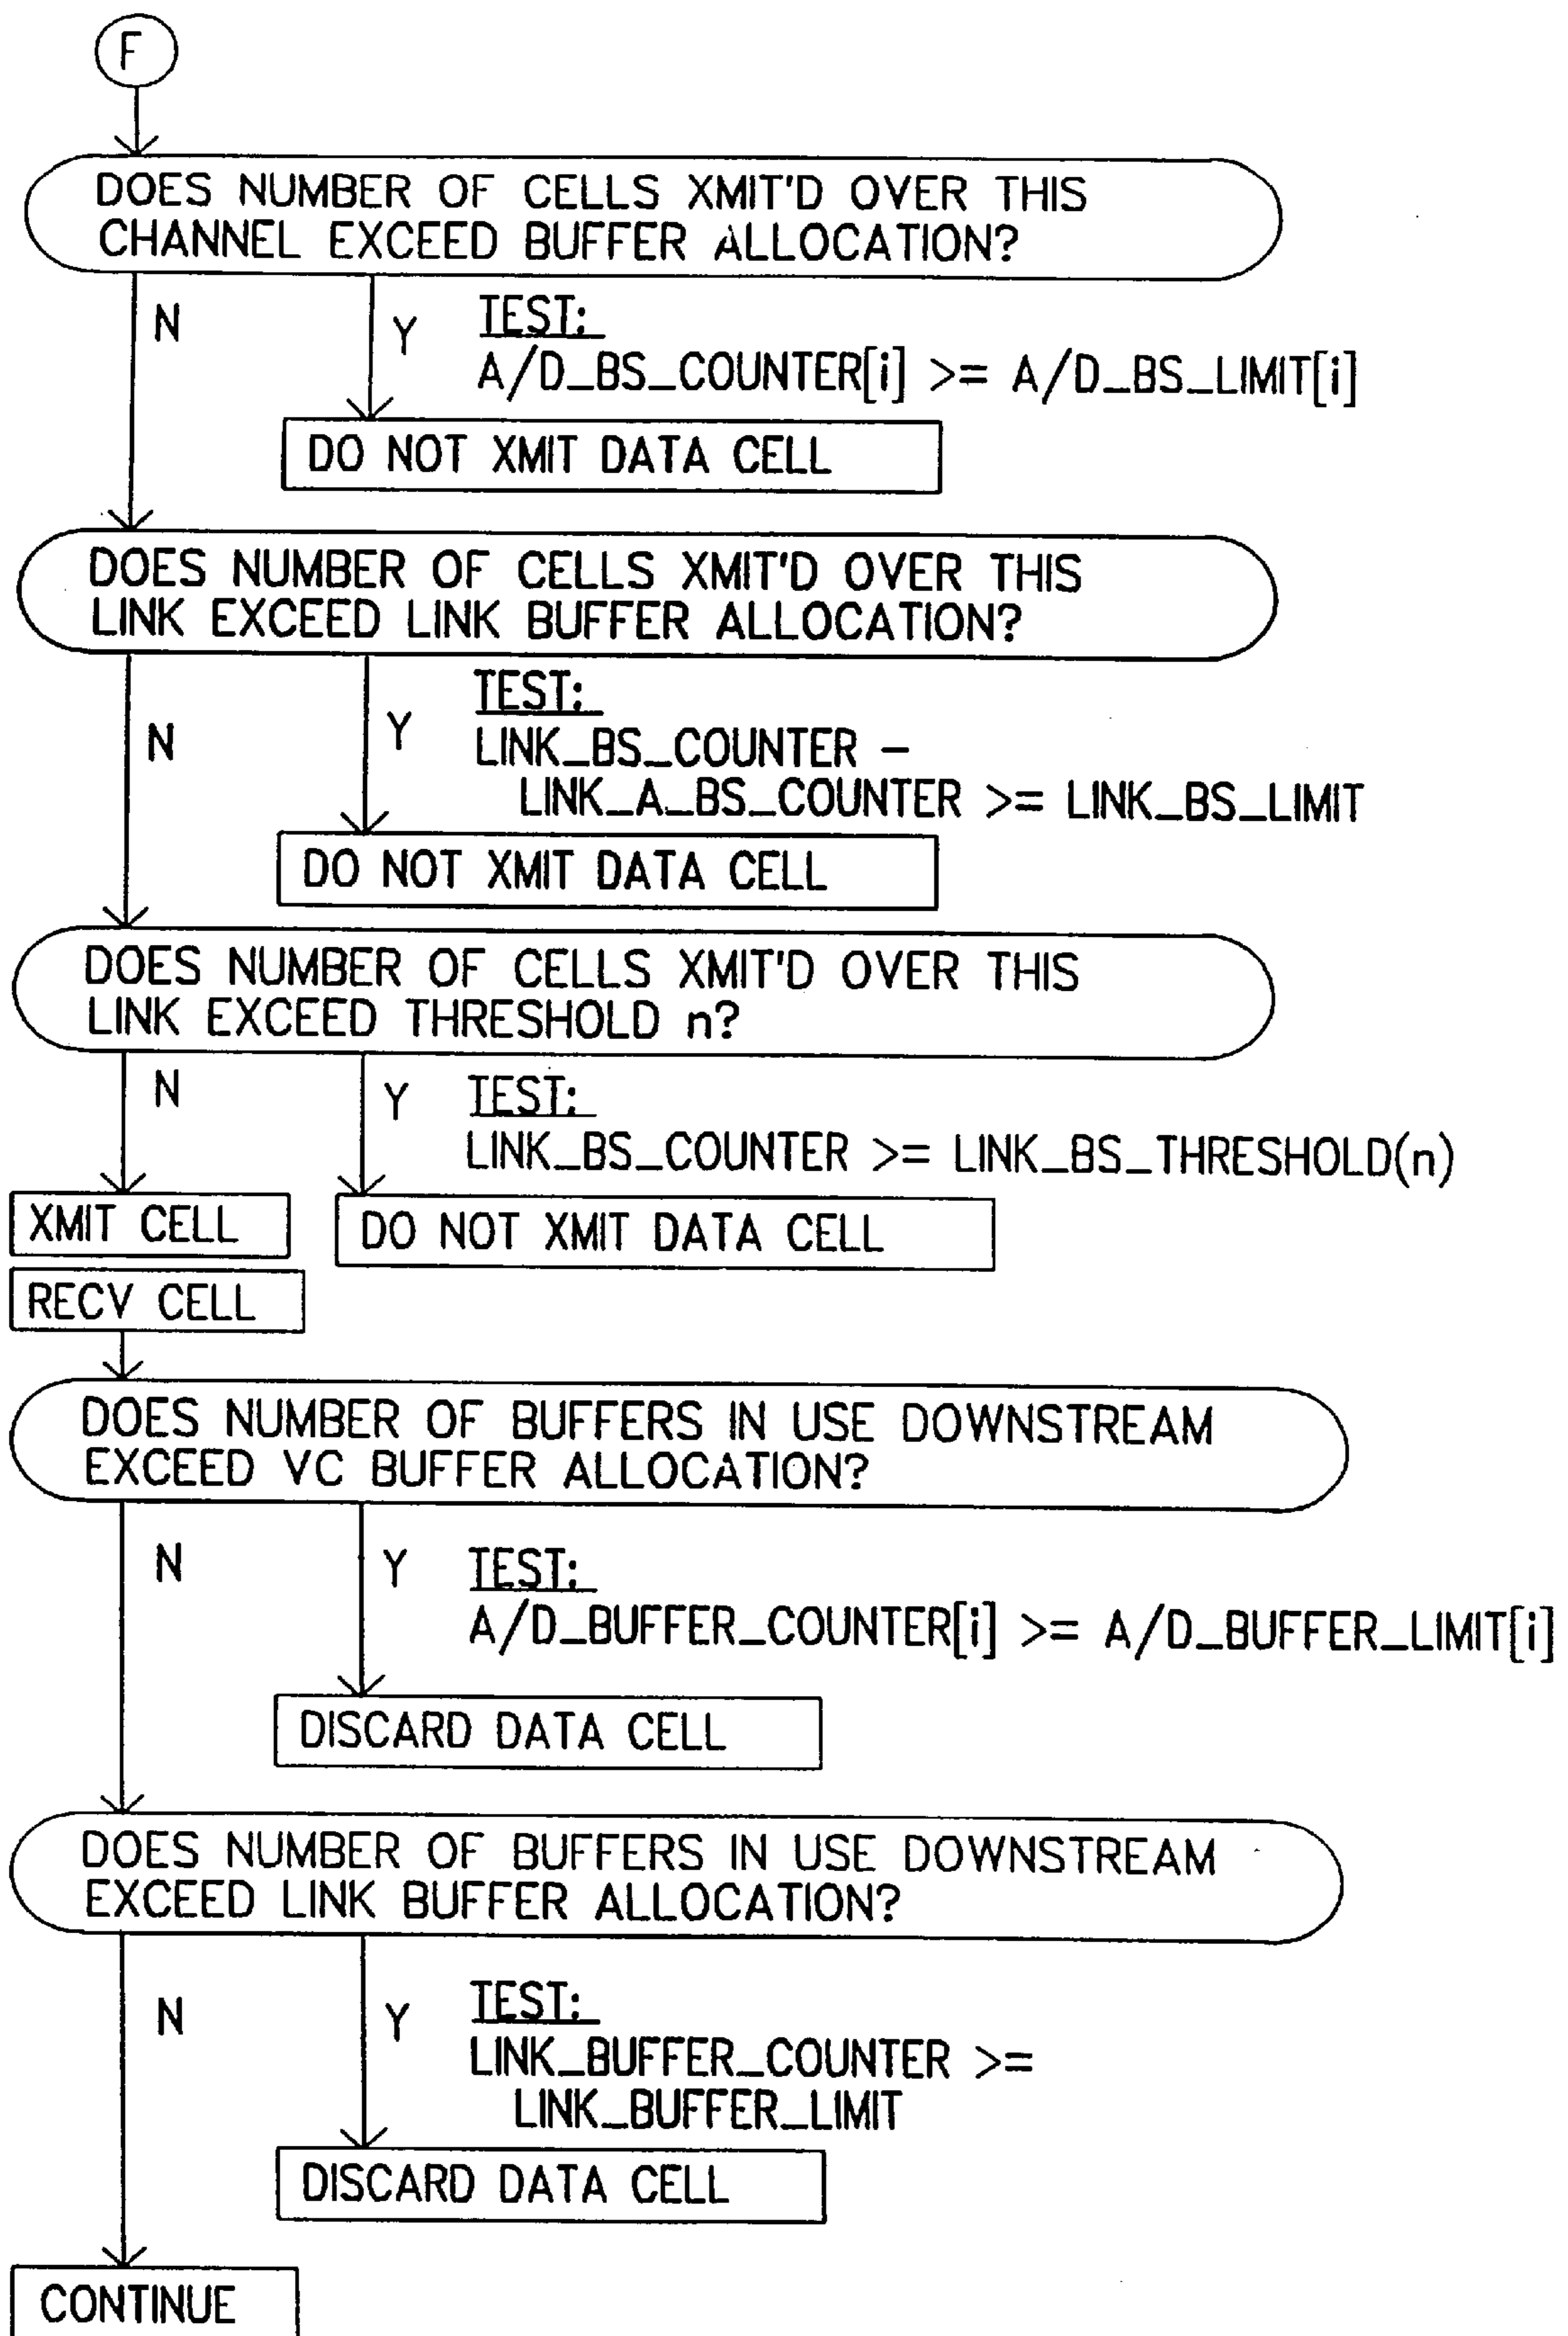 F
DOES NUMBER OF CELLS XMIT'D OVER THIS
CHANNEL EXCEED BUFFER ALLOCATION?
N
Y
TEST:
A/D_BS_COUNTER[i] >= A/D_BS_LIMIT[i]
DO NOT XMIT DATA CELL
DOES NUMBER OF CELLS XMIT'D OVER THIS
LINK EXCEED LINK BUFFER ALLOCATION?
N
Y
TEST:
LINK_BS_COUNTER –
LINK_A_BS_COUNTER >= LINK_BS_LIMIT
DO NOT XMIT DATA CELL
DOES NUMBER OF CELLS XMIT'D OVER THIS
LINK EXCEED THRESHOLD n?
N
Y
TEST:
LINK_BS_COUNTER >= LINK_BS_THRESHOLD(n)
XMIT CELL
DO NOT XMIT DATA CELL
RECV CELL
DOES NUMBER OF BUFFERS IN USE DOWNSTREAM
EXCEED VC BUFFER ALLOCATION?
N
Y
TEST:
A/D_BUFFER_COUNTER[i] >= A/D_BUFFER_LIMIT[i]
DISCARD DATA CELL
DOES NUMBER OF BUFFERS IN USE DOWNSTREAM
EXCEED LINK BUFFER ALLOCATION?
N
Y
TEST:
LINK_BUFFER_COUNTER >=
LINK_BUFFER_LIMIT
DISCARD DATA CELL
CONTINUE